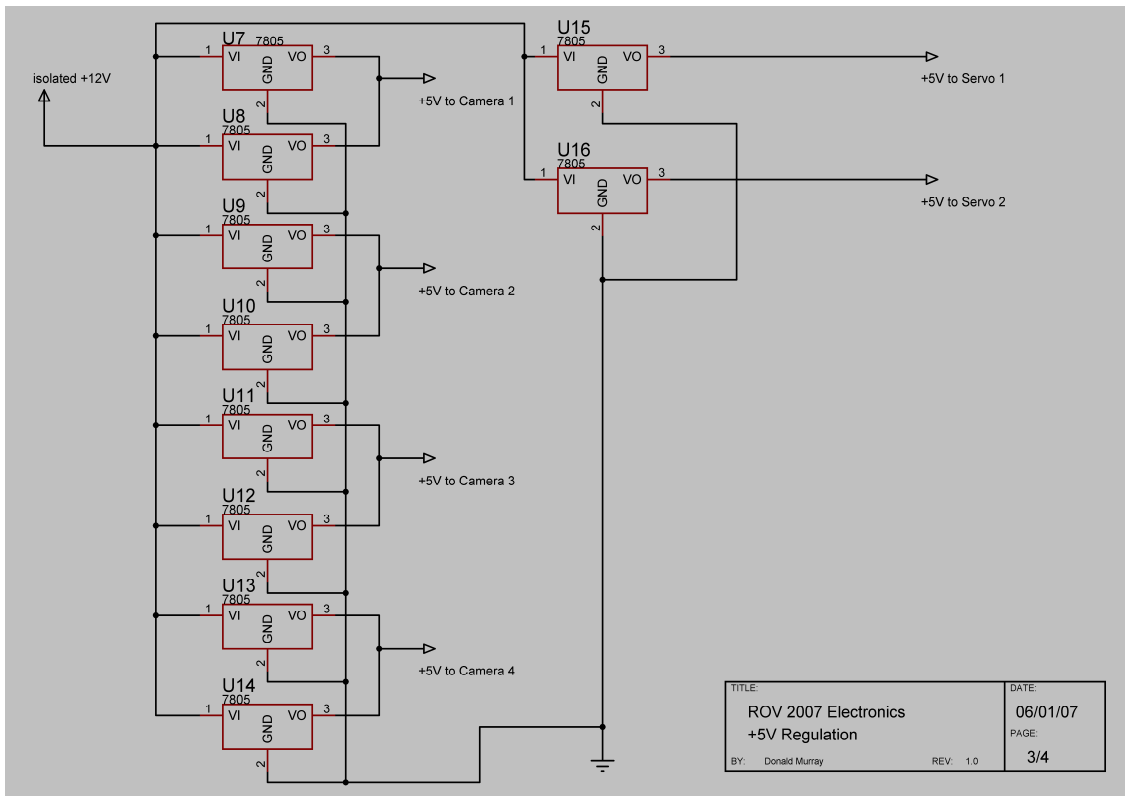 isolated +12V
U7 7805
1 VI VO 3
GND
2
+5V to Camera 1
U8
7805
1 VI VO 3
GND
2
U9
7805
1 VI VO 3
GND
2
+5V to Camera 2
U10
7805
1 VI VO 3
GND
2
U11
7805
1 VI VO 3
GND
2
+5V to Camera 3
U12
7805
1 VI VO 3
GND
2
U13
7805
1 VI VO 3
GND
2
+5V to Camera 4
U14
7805
1 VI VO 3
GND
2
U15
7805
1 VI VO 3
GND
2
+5V to Servo 1
U16
7805
1 VI VO 3
GND
2
+5V to Servo 2
TITLE:
ROV 2007 Electronics
+5V Regulation
BY: Donald Murray REV: 1.0
DATE:
06/01/07
PAGE:
3/4